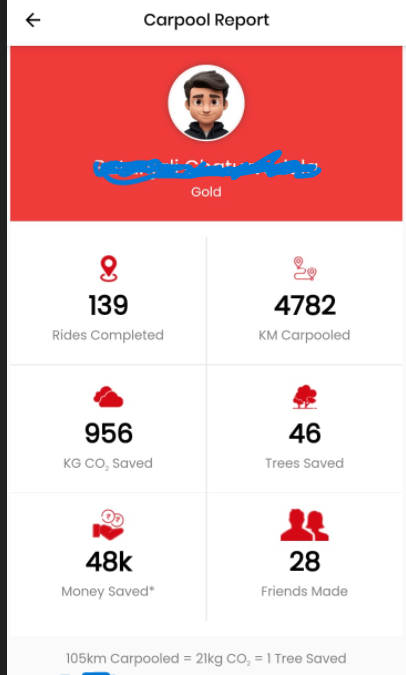 Carpool Report
Gold
139
4782
Rides Completed
KM Carpooled
956
46
KG CO₂ Saved
Trees Saved
48k
28
Money Saved*
Friends Made
105km Carpooled = 21kg CO₂ = 1 Tree Saved